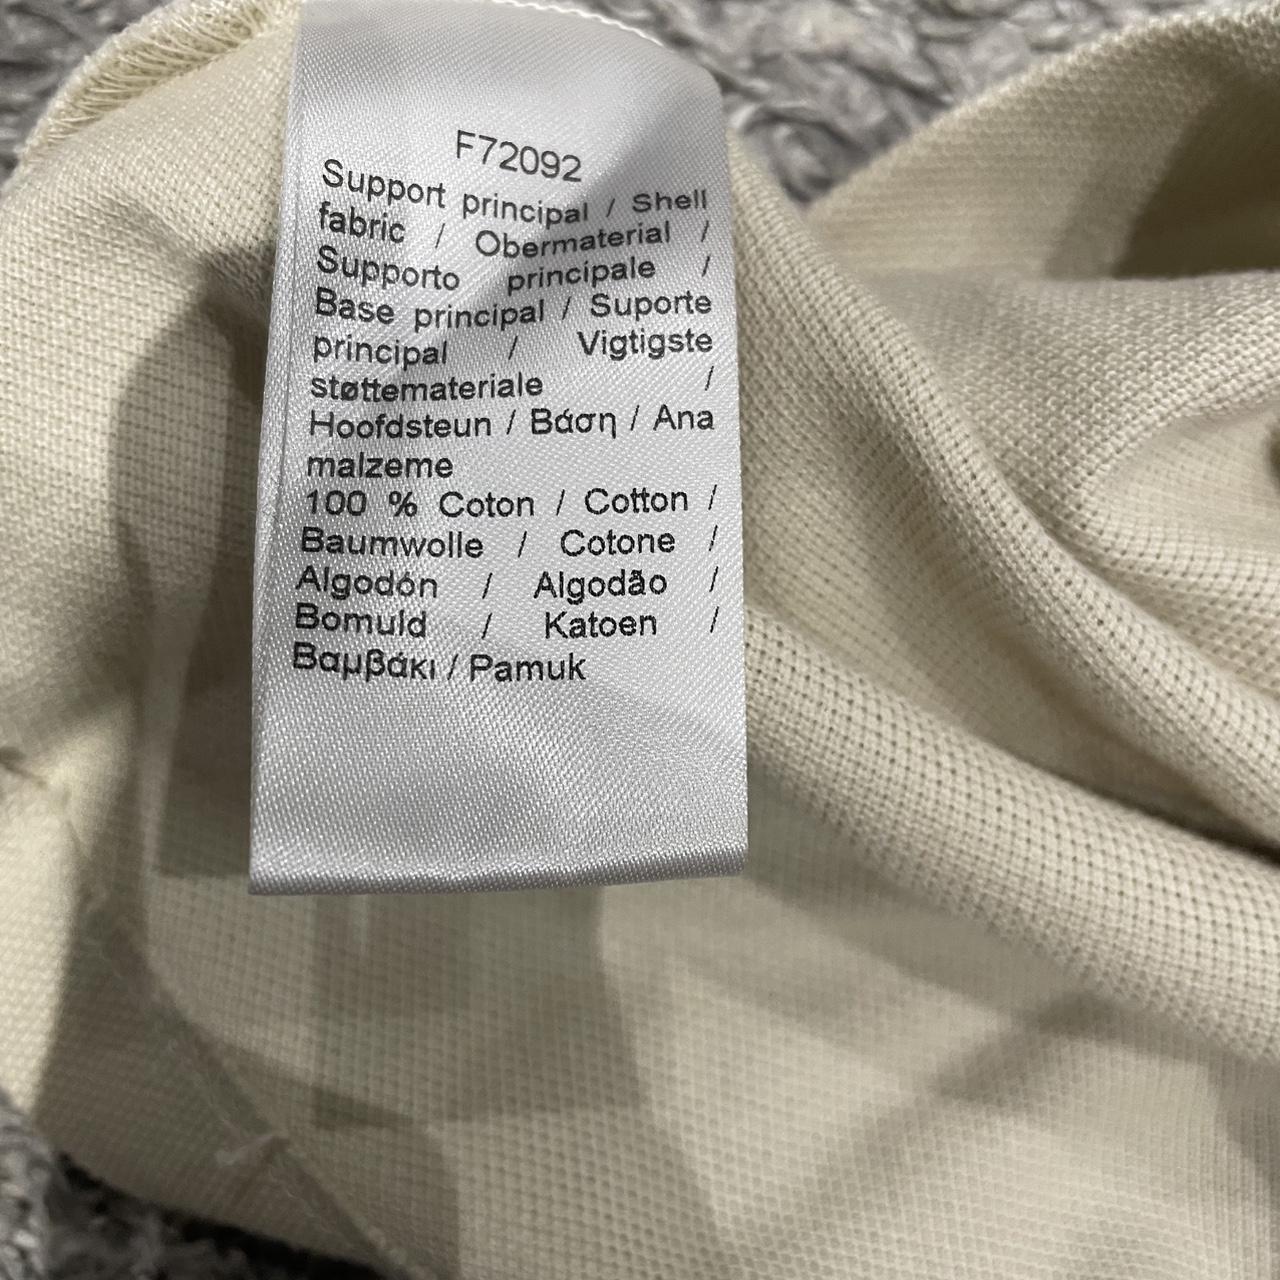 F72092
Support principal / Shell
fabric / Obermaterial /
Supporto principale /
Base principal / Suporte
principal / Vigtigste
støttemateriale /
Hoofdsteun / Βάση / Ana
malzeme
100 % Coton / Cotton /
Baumwolle / Cotone /
Algodón / Algodão /
Bomuld / Katoen /
Βαμβάκι / Pamuk